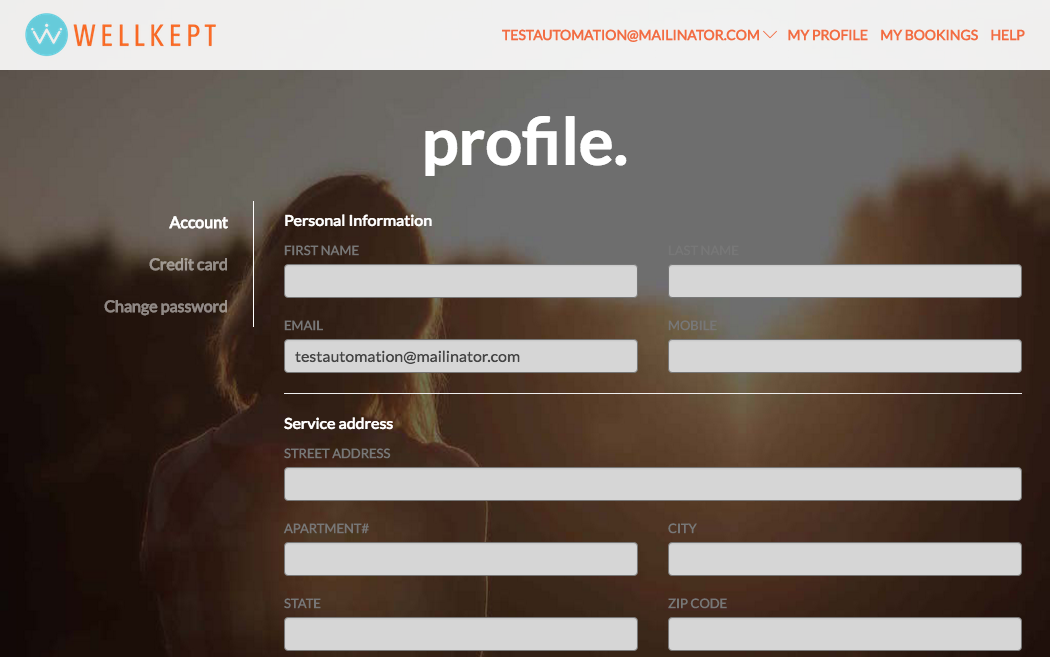 WELLKEPT
TESTAUTOMATION@MAILINATOR.COM MY PROFILE MY BOOKINGS HELP
profile.
Account
Credit card
Change password
Personal Information
FIRST NAME LAST NAME
EMAIL MOBILE
testautomation@mailinator.com
Service address
STREET ADDRESS
APARTMENT# CITY
STATE ZIP CODE